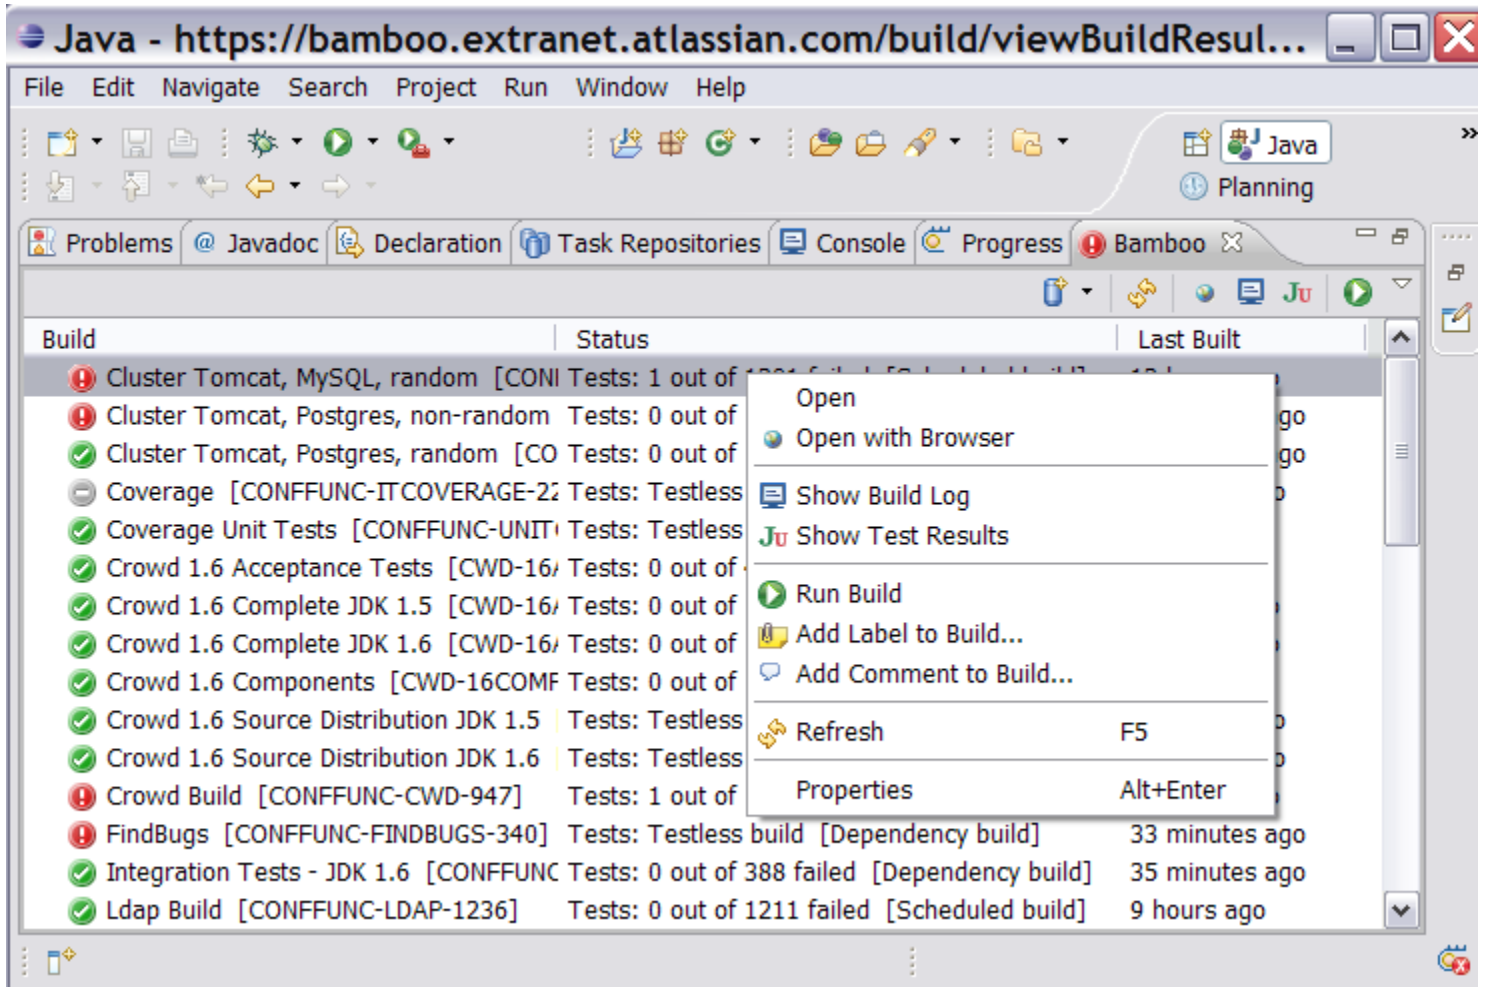 Java - https://bamboo.extranet.atlassian.com/build/viewBuildResul...
File Edit Navigate Search Project Run Window Help
Java
Planning
Problems @ Javadoc Declaration Task Repositories Console Progress Bamboo
Ju
Build Status Last Built
Cluster Tomcat, MySQL, random [CON Tests: 1 out of
Cluster Tomcat, Postgres, non-random Tests: 0 out of ago
Cluster Tomcat, Postgres, random [CO Tests: 0 out of go
Coverage [CONFFUNC-ITCOVERAGE-22 Tests: Testless
Coverage Unit Tests [CONFFUNC-UNIT Tests: Testless
Crowd 1.6 Acceptance Tests [CWD-16 Tests: 0 out of
Crowd 1.6 Complete JDK 1.5 [CWD-16 Tests: 0 out of
Crowd 1.6 Complete JDK 1.6 [CWD-16 Tests: 0 out of
Crowd 1.6 Components [CWD-16COMP Tests: 0 out of
Crowd 1.6 Source Distribution JDK 1.5 Tests: Testless
Crowd 1.6 Source Distribution JDK 1.6 Tests: Testless
Crowd Build [CONFFUNC-CWD-947] Tests: 1 out of
FindBugs [CONFFUNC-FINDBUGS-340] Tests: Testless build [Dependency build] 33 minutes ago
Integration Tests - JDK 1.6 [CONFFUNC Tests: 0 out of 388 failed [Dependency build] 35 minutes ago
Ldap Build [CONFFUNC-LDAP-1236] Tests: 0 out of 1211 failed [Scheduled build] 9 hours ago
Open
Open with Browser
Show Build Log
Ju Show Test Results
Run Build
Add Label to Build...
Add Comment to Build...
Refresh F5
Properties Alt+Enter